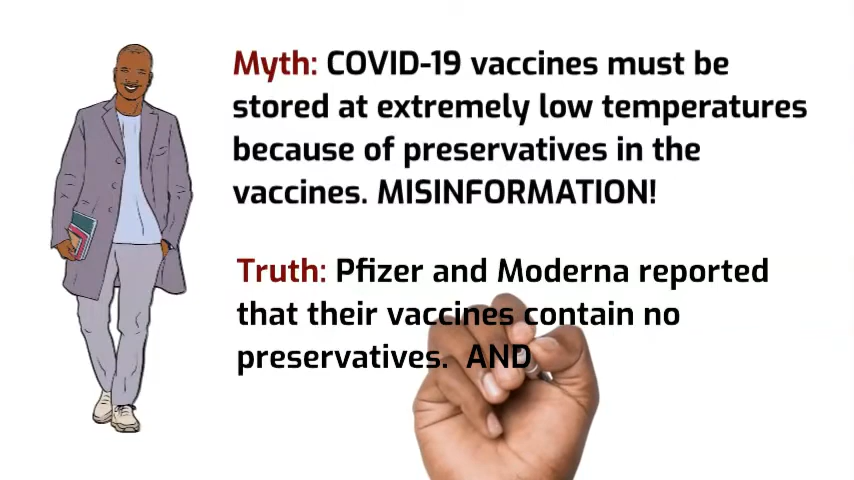 Myth: COVID-19 vaccines must be
stored at extremely low temperatures
because of preservatives in the
vaccines. MISINFORMATION!
Truth: Pfizer and Moderna reported
that their vaccines contain no
preservatives. AND